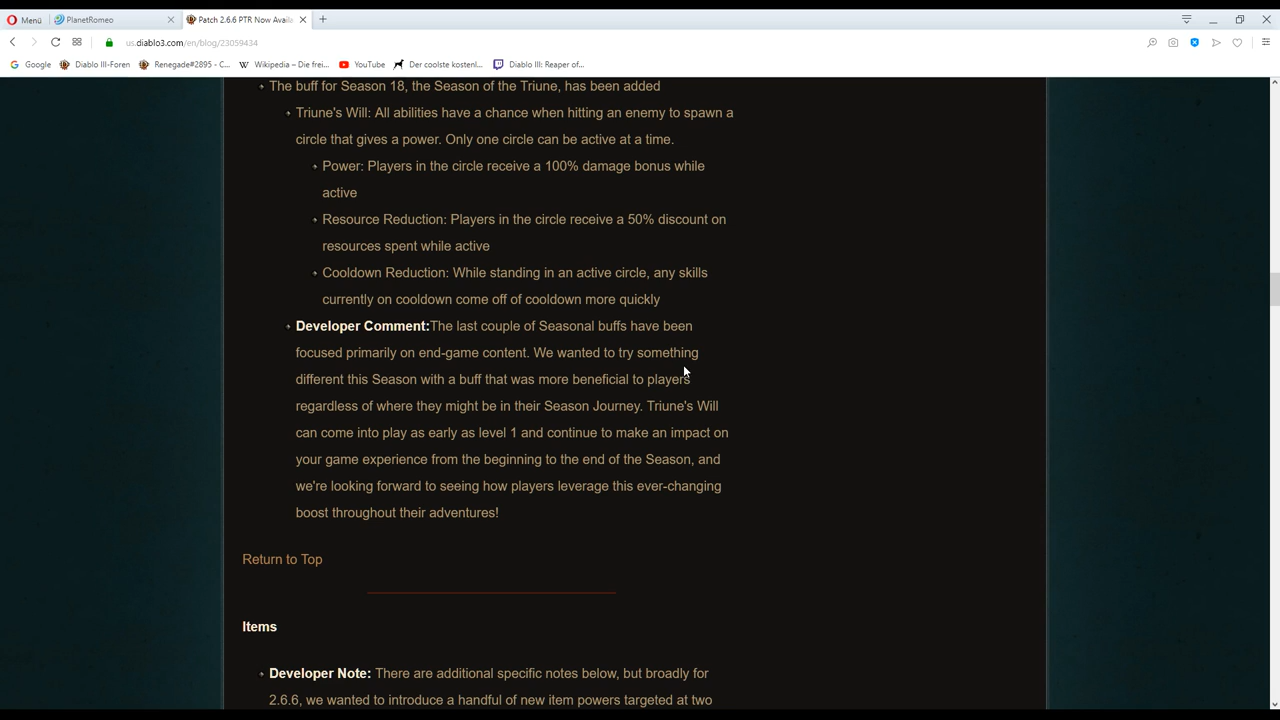 Menü PlanetRomeo Patch 2.6.6 PTR Now Availa
us.diablo3.com/en/blog/23059434
Google Diablo III-Foren Renegade#2895 - C... Wikipedia – Die frei... YouTube Der coolste kostenl... Diablo III: Reaper of...
The buff for Season 18, the Season of the Triune, has been added
Triune's Will: All abilities have a chance when hitting an enemy to spawn a
circle that gives a power. Only one circle can be active at a time.
Power: Players in the circle receive a 100% damage bonus while
active
Resource Reduction: Players in the circle receive a 50% discount on
resources spent while active
Cooldown Reduction: While standing in an active circle, any skills
currently on cooldown come off of cooldown more quickly
Developer Comment:The last couple of Seasonal buffs have been
focused primarily on end-game content. We wanted to try something
different this Season with a buff that was more beneficial to players
regardless of where they might be in their Season Journey. Triune's Will
can come into play as early as level 1 and continue to make an impact on
your game experience from the beginning to the end of the Season, and
we're looking forward to seeing how players leverage this ever-changing
boost throughout their adventures!
Return to Top
Items
Developer Note: There are additional specific notes below, but broadly for
2.6.6, we wanted to introduce a handful of new item powers targeted at two